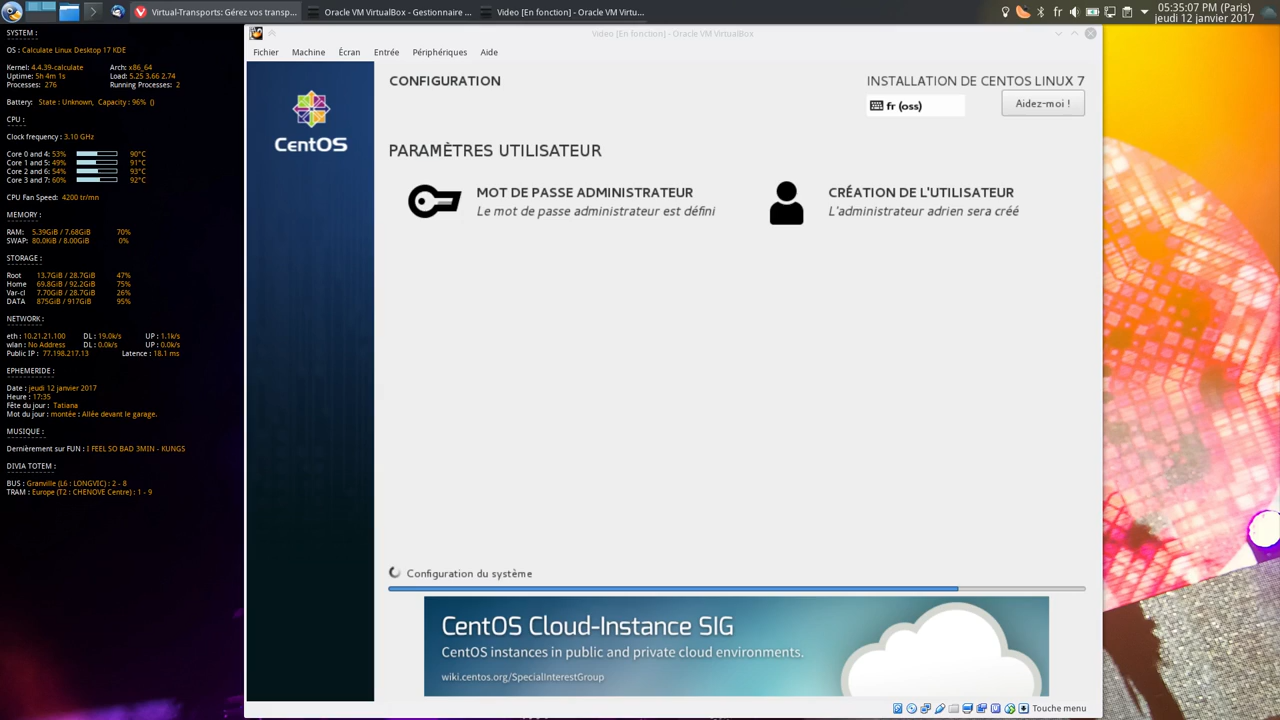 Virtual-Transports: Gérez vos transp...
Oracle VM VirtualBox - Gestionnaire ...
Video [En fonction] - Oracle VM Virtu...
05:35:07 PM (Paris)
jeudi 12 janvier 2017
SYSTEM :
OS : Calculate Linux Desktop 17 KDE
Kernel: 4.4.39-calculate Arch: x86_64
Uptime: 5h 4m 1s Load: 5.25 3.66 2.74
Processes: 276 Running Processes: 2
Battery: State : Unknown, Capacity : 96% ()
CPU :
Clock frequency : 3.10 GHz
Core 0 and 4: 53% 90°C
Core 1 and 5: 49% 91°C
Core 2 and 6: 54% 93°C
Core 3 and 7: 60% 92°C
CPU Fan Speed: 4200 tr/mn
MEMORY :
RAM: 5.39GiB / 7.68GiB 70%
SWAP: 80.0KiB / 8.00GiB 0%
STORAGE :
Root 13.7GiB / 28.7GiB 47%
Home 69.8GiB / 92.2GiB 75%
Var-cl 7.70GiB / 28.7GiB 26%
DATA 875GiB / 917GiB 95%
NETWORK :
eth : 10.21.21.100 DL : 19.0k/s UP : 1.1k/s
wlan : No Address DL : 0.0k/s UP : 0.0k/s
Public IP : 77.198.217.13 Latence : 18.1 ms
EPHEMERIDE :
Date : jeudi 12 janvier 2017
Heure : 17:35
Fête du jour : Tatiana
Mot du jour : montée : Allée devant le garage.
MUSIQUE :
Dernièrement sur FUN : I FEEL SO BAD 3MIN - KUNGS
DIVIA TOTEM :
BUS : Granville (L6 : LONGVIC) : 2 - 8
TRAM : Europe (T2 : CHENOVE Centre) : 1 - 9
Video [En fonction] - Oracle VM VirtualBox
Fichier Machine Écran Entrée Périphériques Aide
CentOS
CONFIGURATION
INSTALLATION DE CENTOS LINUX 7
fr (oss)
Aidez-moi !
PARAMÈTRES UTILISATEUR
MOT DE PASSE ADMINISTRATEUR
Le mot de passe administrateur est défini
CRÉATION DE L'UTILISATEUR
L'administrateur adrien sera créé
Configuration du système
CentOS Cloud-Instance SIG
CentOS instances in public and private cloud environments.
wiki.centos.org/SpecialInterestGroup
Touche menu